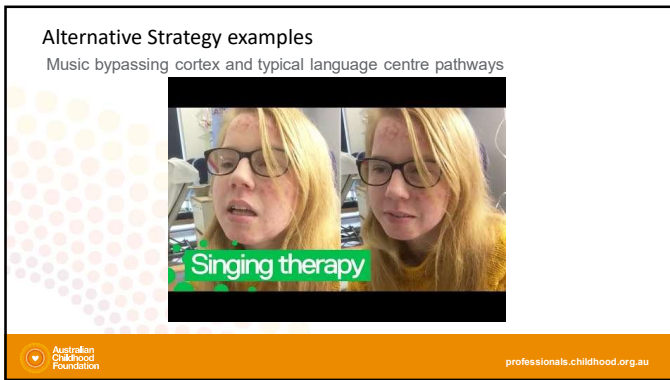 Alternative Strategy examples
Music bypassing cortex and typical language centre pathways
Singing therapy
Australian
Childhood
Foundation
professionals.childhood.org.au